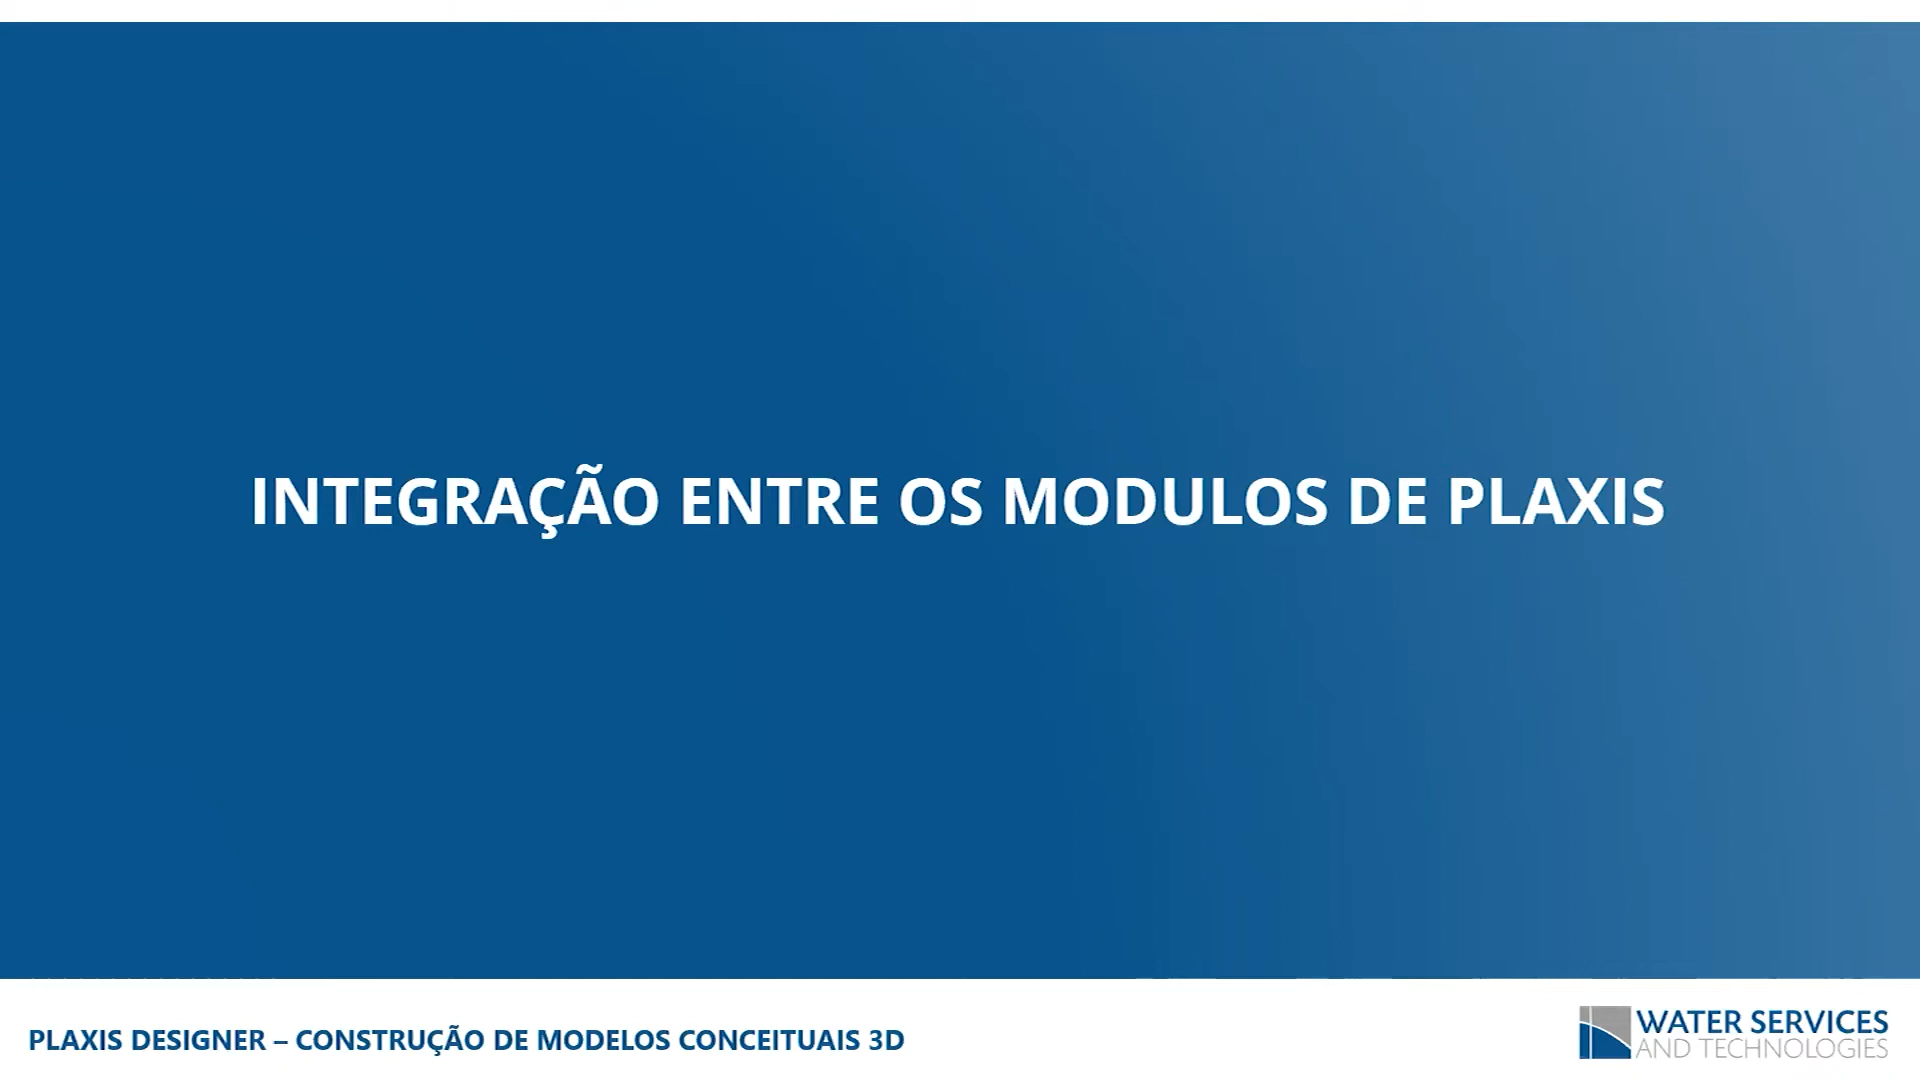 INTEGRAÇÃO ENTRE OS MODULOS DE PLAXIS
PLAXIS DESIGNER – CONSTRUÇÃO DE MODELOS CONCEITUAIS 3D
WATER SERVICES
AND TECHNOLOGIES